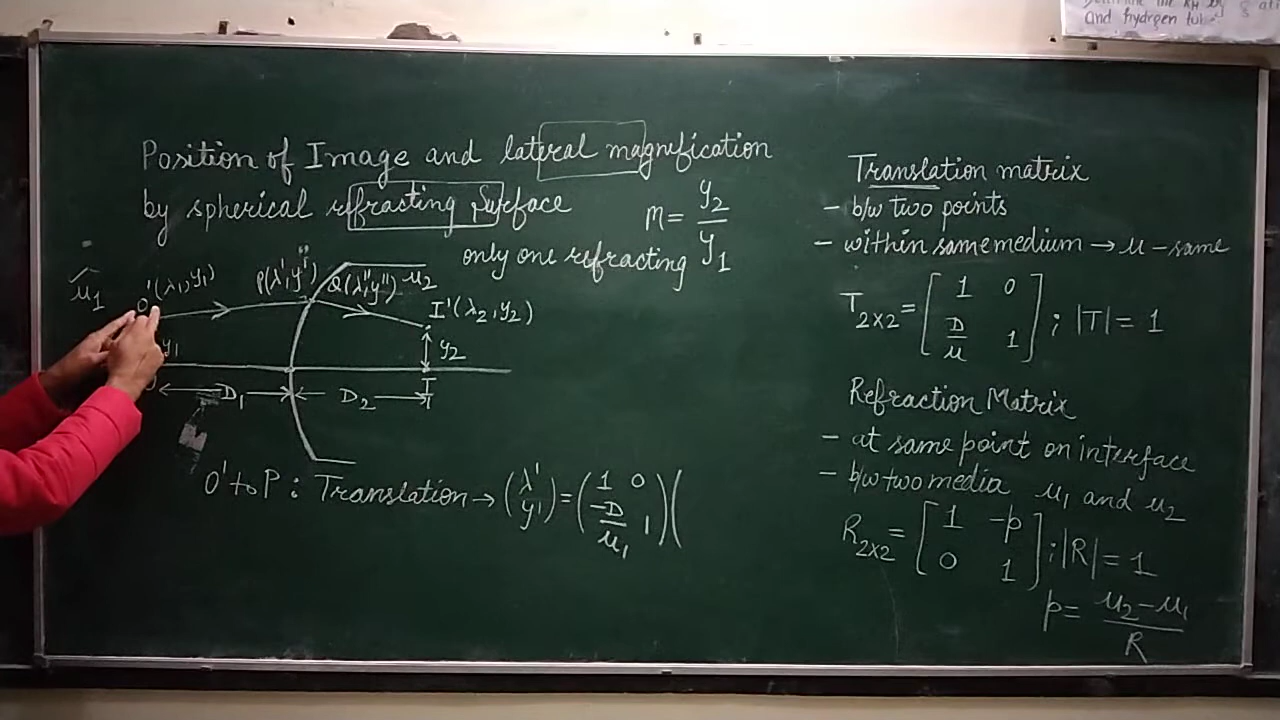 and hydrogen tube
Position of Image and lateral magnification
by spherical refracting Surface
m = y₂/y₁
only one refracting
μ₁
O'(λ₁,y₁)
P(λ',y')
Q(λ'',y'')
μ₂
I'(λ₂,y₂)
y₁
y₂
D₁
D₂
I
O' to P : Translation → (λ' y') = (1 0 -D/μ₁ 1)(
Translation matrix
- b/w two points
- within same medium → μ - same
T₂ₓ₂ = [1 0 D/μ 1] ; |T| = 1
Refraction Matrix
- at same point on interface
- b/w two media μ₁ and μ₂
R₂ₓ₂ = [1 -p 0 1] ; |R| = 1
p = μ₂-μ₁/R